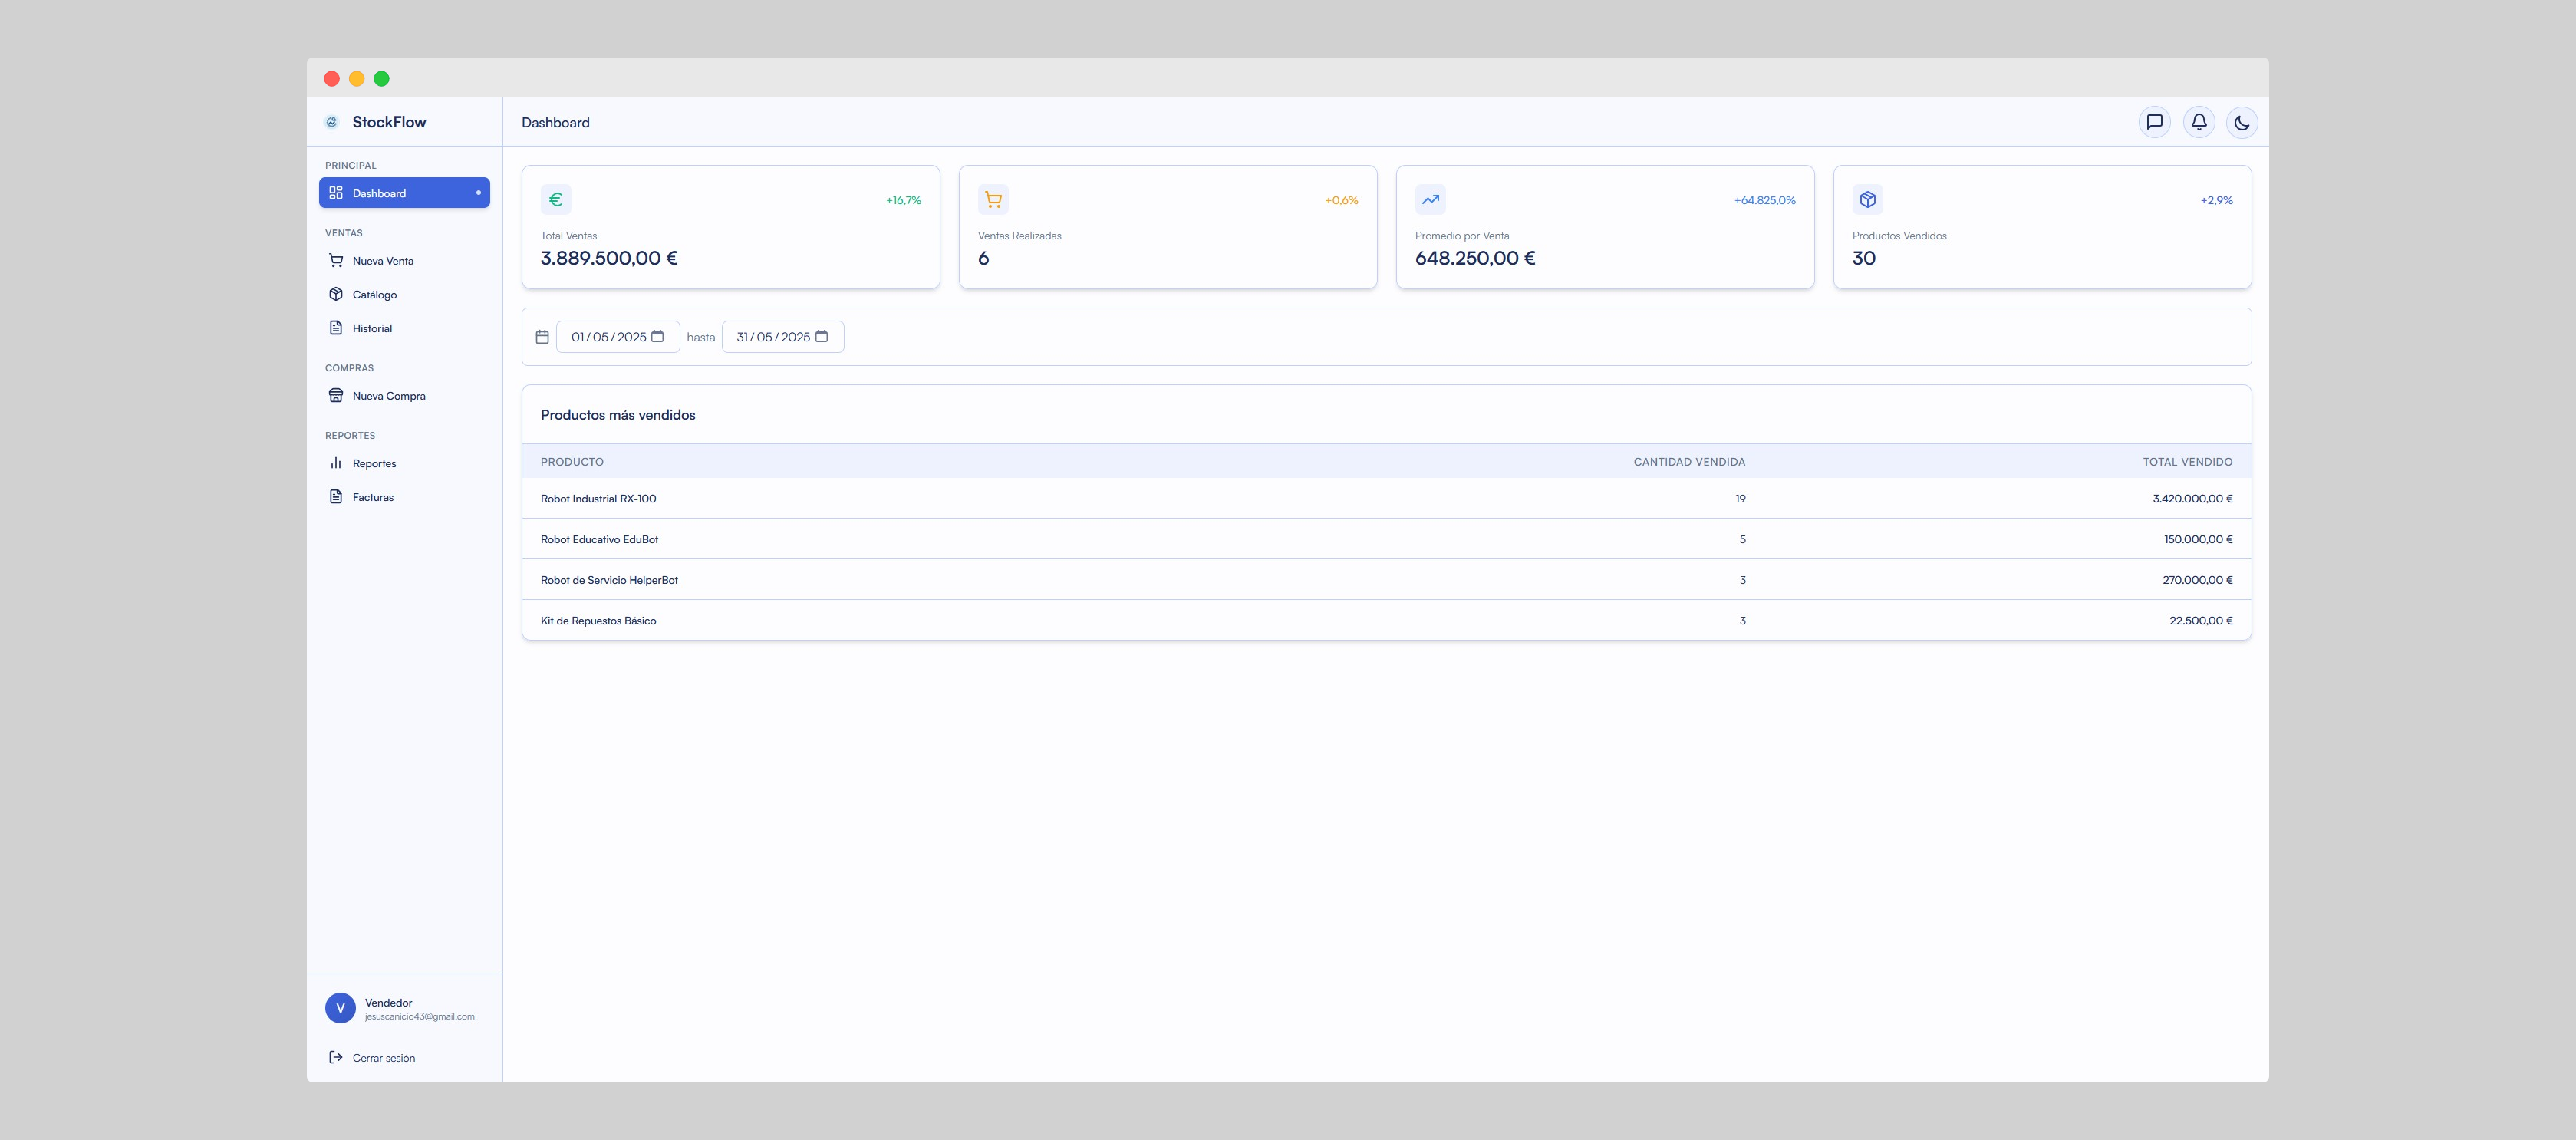 StockFlow
Dashboard
PRINCIPAL
Dashboard
VENTAS
Nueva Venta
Catálogo
Historial
COMPRAS
Nueva Compra
REPORTES
Reportes
Facturas
Vendedor
V
jesuscanicio43@gmail.com
Cerrar sesión
+16,7%
Total Ventas
3.889.500,00 €
+0,6%
Ventas Realizadas
6
+64.825,0%
Promedio por Venta
648.250,00 €
+2,9%
Productos Vendidos
30
01/05/2025 hasta 31/05/2025
Productos más vendidos
PRODUCTO CANTIDAD VENDIDA TOTAL VENDIDO
Robot Industrial RX-100 19 3.420.000,00 €
Robot Educativo EduBot 5 150.000,00 €
Robot de Servicio HelperBot 3 270.000,00 €
Kit de Repuestos Básico 3 22.500,00 €